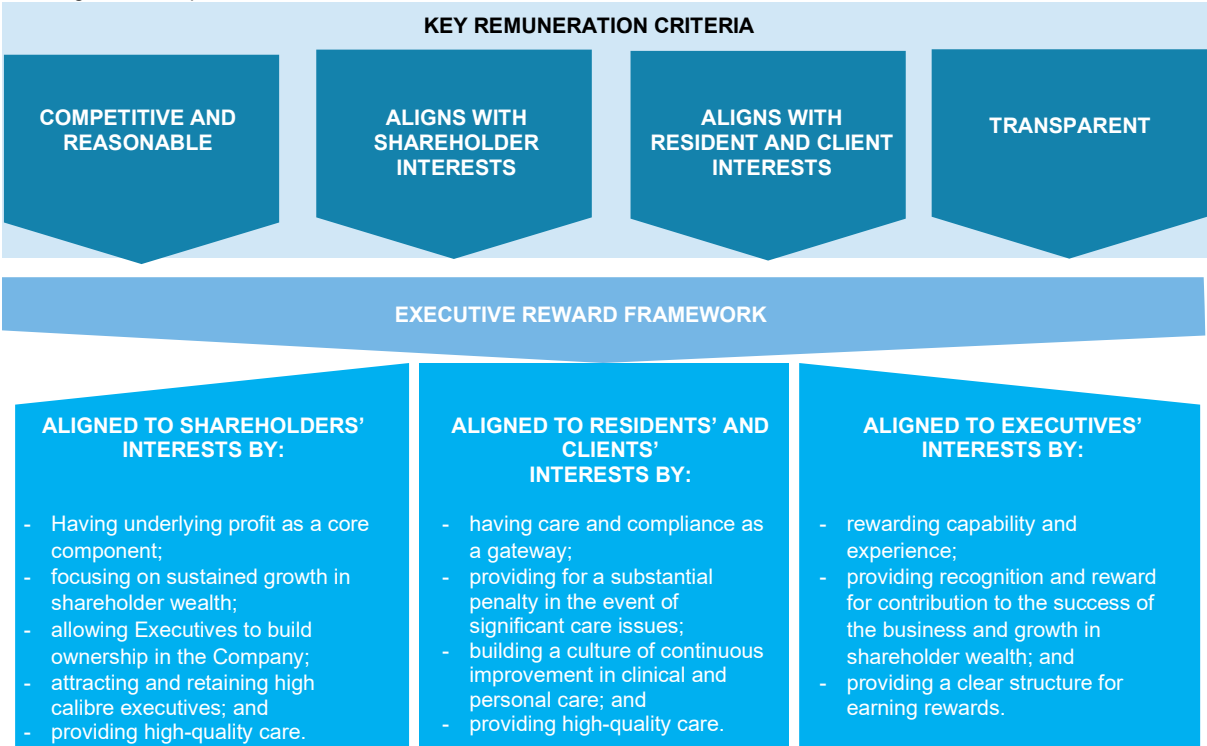 KEY REMUNERATION CRITERIA
COMPETITIVE AND
REASONABLE
ALIGNS WITH
SHAREHOLDER
INTERESTS
ALIGNS WITH
RESIDENT AND CLIENT
INTERESTS
TRANSPARENT
EXECUTIVE REWARD FRAMEWORK
ALIGNED TO SHAREHOLDERS’
INTERESTS BY:
- Having underlying profit as a core
component;
- focusing on sustained growth in
shareholder wealth;
- allowing Executives to build
ownership in the Company;
- attracting and retaining high
calibre executives; and
- providing high-quality care.
ALIGNED TO RESIDENTS’ AND
CLIENTS’
INTERESTS BY:
- having care and compliance as
a gateway;
- providing for a substantial
penalty in the event of
significant care issues;
- building a culture of continuous
improvement in clinical and
personal care; and
- providing high-quality care.
ALIGNED TO EXECUTIVES’
INTERESTS BY:
- rewarding capability and
experience;
- providing recognition and reward
for contribution to the success of
the business and growth in
shareholder wealth; and
- providing a clear structure for
earning rewards.